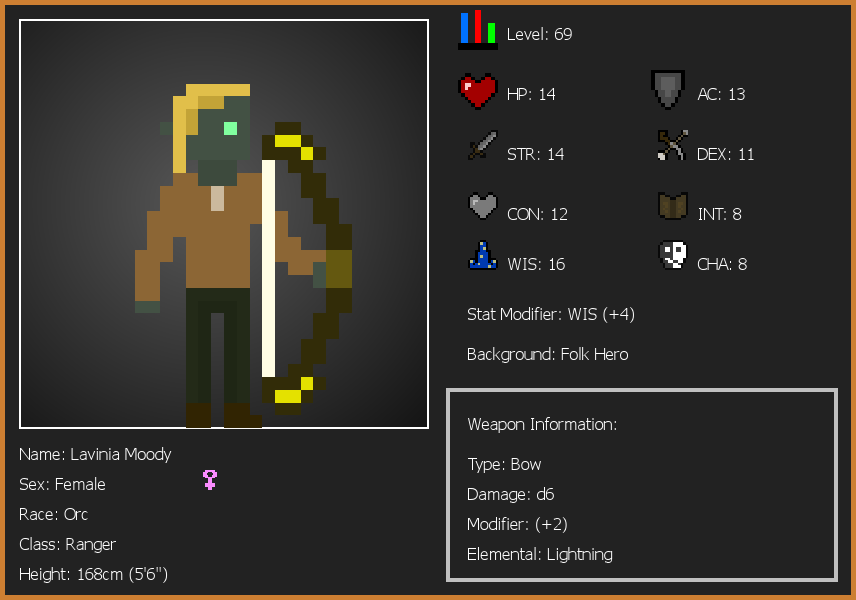 Level: 69
HP: 14
AC: 13
STR: 14
DEX: 11
CON: 12
INT: 8
WIS: 16
CHA: 8
Stat Modifier: WIS (+4)
Background: Folk Hero
Weapon Information:
Type: Bow
Damage: d6
Modifier: (+2)
Elemental: Lightning
Name: Lavinia Moody
Sex: Female
Race: Orc
Class: Ranger
Height: 168cm (5'6")